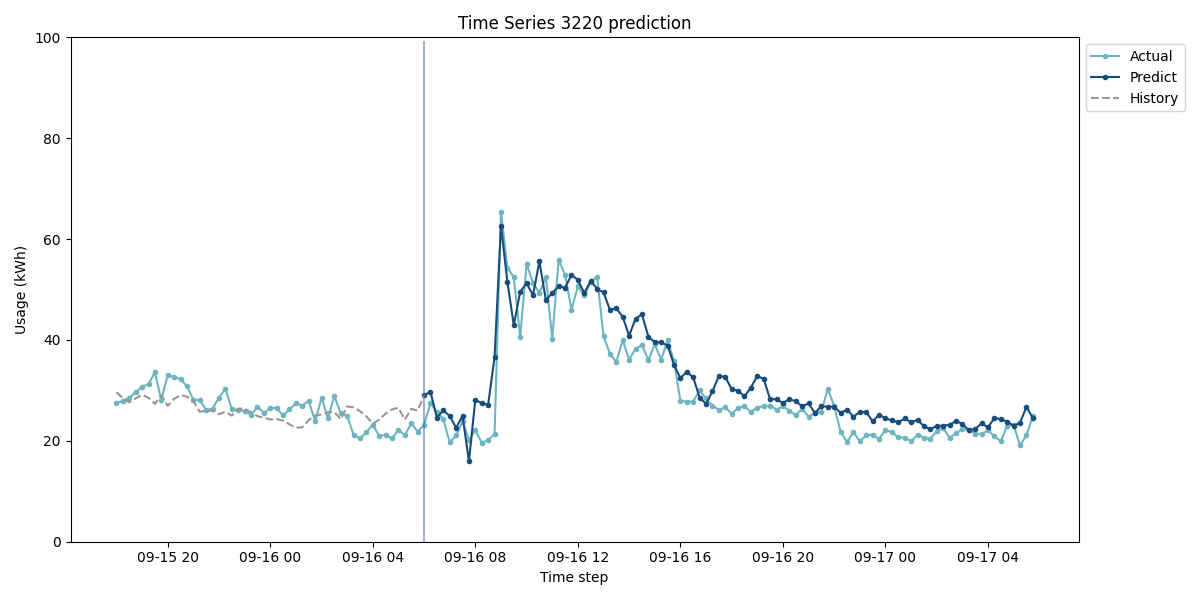 Time Series 3220 prediction
100
80
60
40
20
0
Usage (kWh)
09-15 20
09-16 00
09-16 04
09-16 08
09-16 12
09-16 16
09-16 20
09-17 00
09-17 04
Time step
Actual
Predict
History